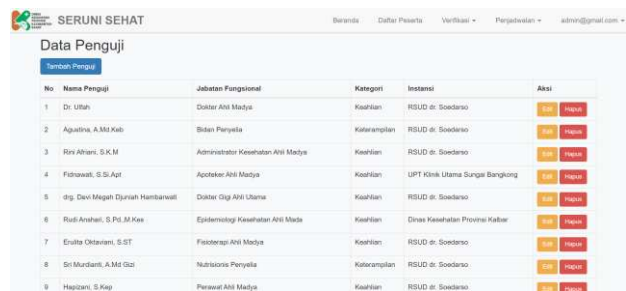 SERUNI SEHAT
Beranda Daftar Peserta Verifikasi Penjadwalan admin@gmail.com
Data Penguji
Tambah Penguji
No Nama Penguji Jabatan Fungsional Kategori Instansi Aksi
1 Dr. Ulfah Dokter Ahli Madya Keahlian RSUD dr. Soedarso Edit Hapus
2 Agustina, A.Md.Keb Bidan Penyelia Keterampilan RSUD dr. Soedarso Edit Hapus
3 Rini Afriani, S.K.M Administrator Kesehatan Ahli Madya Keahlian RSUD dr. Soedarso Edit Hapus
4 Fidnawati, S.Si.Apt Apoteker Ahli Madya Keahlian UPT Klinik Utama Sungai Bangkong Edit Hapus
5 drg. Devi Megah Djuniah Hambarwati Dokter Gigi Ahli Utama Keahlian RSUD dr. Soedarso Edit Hapus
6 Rudi Ansheri, S.Pd.,M.Kes Epidemiologi Kesehatan Ahli Mada Keahlian Dinas Kesehatan Provinsi Kalbar Edit Hapus
7 Erulita Oktaviani, S.ST Fisioterapi Ahli Madya Keahlian RSUD dr. Soedarso Edit Hapus
8 Sri Murdianti, A.Md Gizi Nutrisionis Penyelia Keterampilan RSUD dr. Soedarso Edit Hapus
9 Hapizani, S.Kep Perawat Ahli Madya Keahlian RSUD dr. Soedarso Edit Hapus